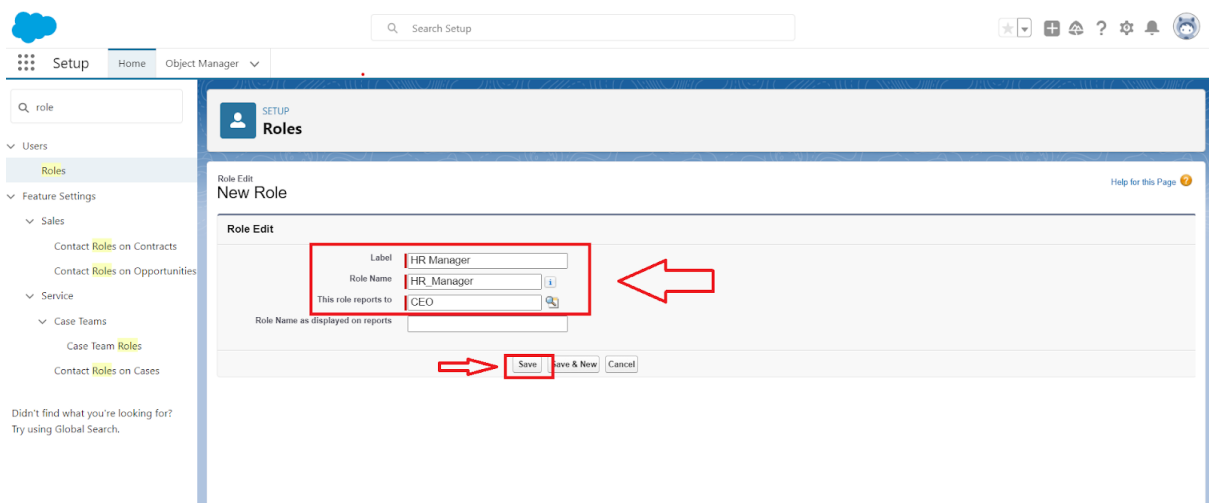 Search Setup
Setup
Home
Object Manager
role
Users
Roles
Feature Settings
Sales
Contact Roles on Contracts
Contact Roles on Opportunities
Service
Case Teams
Case Team Roles
Contact Roles on Cases
Didn't find what you're looking for?
Try using Global Search.
SETUP
Roles
Role Edit
New Role
Help for this Page
Role Edit
Label HR Manager
Role Name HR_Manager
This role reports to CEO
Role Name as displayed on reports
Save Save & New Cancel